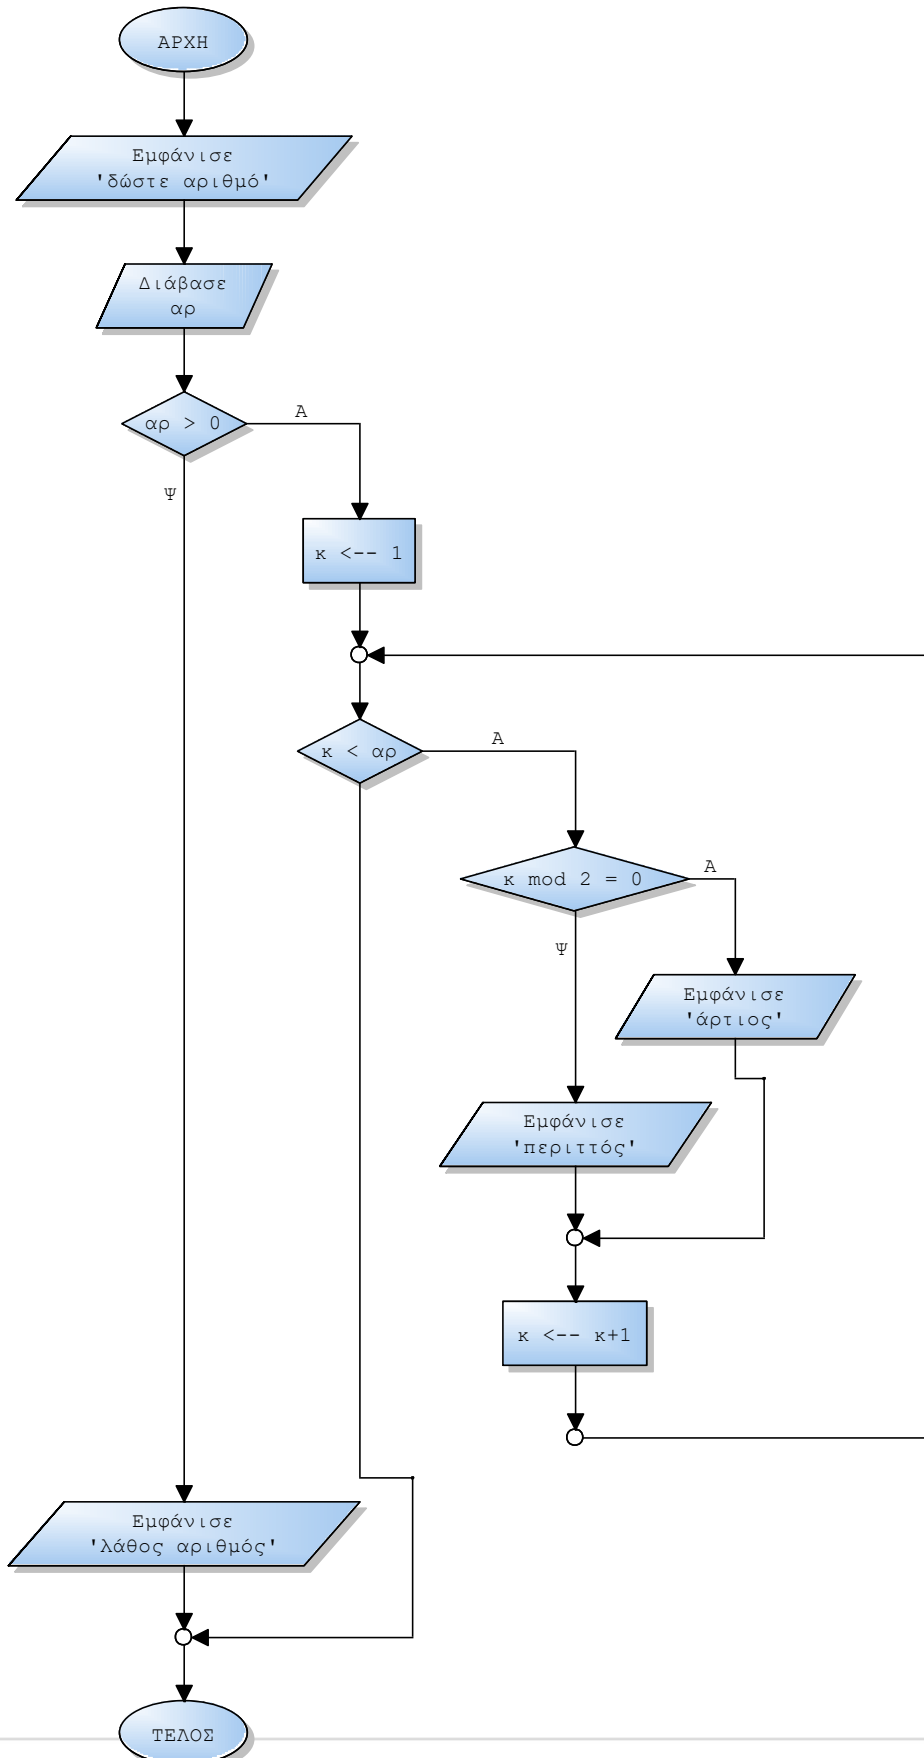 ΑΡΧΗ
Εμφάνισε
'δώστε αριθμό'
Διάβασε
αρ
αρ > 0
Α
Ψ
κ <-- 1
κ < αρ
Α
κ mod 2 = 0
Α
Ψ
Εμφάνισε
'άρτιος'
Εμφάνισε
'περιττός'
κ <-- κ+1
Εμφάνισε
'λάθος αριθμός'
ΤΕΛΟΣ